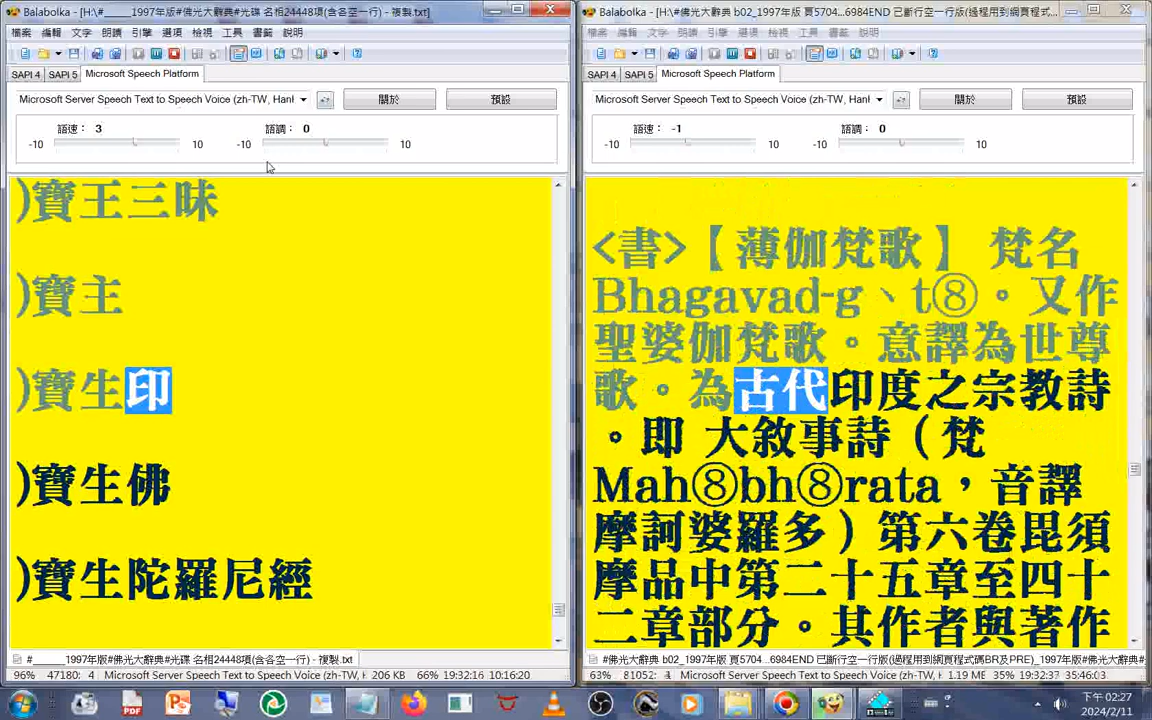 Balabolka - [H:\#_____1997年版#佛光大辭典#光碟 名相24448項(含各空一行) - 複製.txt]
檔案 編輯 文字 朗讀 引擎 選項 檢視 工具 書籤 說明
SAPI 4 SAPI 5 Microsoft Speech Platform
Microsoft Server Speech Text to Speech Voice (zh-TW, Hanl
關於 預設
語速： 3 語調： 0
-10 10 -10 10
)寶王三昧
)寶主
)寶生印
)寶生佛
)寶生陀羅尼經
#_____1997年版#佛光大辭典#光碟 名相24448項(含各空一行) - 複製.txt
96% 47180: 4 Microsoft Server Speech Text to Speech Voice (zh-TW, 206 KB 66% 19:32:16 10:16:20
Balabolka - [H:\#佛光大辭典 b02_1997年版 頁5704...6984END 已斷行空一行版(過程用到網頁程式...
檔案 編輯 文字 朗讀 引擎 選項 檢視 工具 書籤 說明
SAPI 4 SAPI 5 Microsoft Speech Platform
Microsoft Server Speech Text to Speech Voice (zh-TW, Hanl
關於 預設
語速： -1 語調： 0
-10 10 -10 10
<書>【薄伽梵歌】 梵名
Bhagavad-g、t⑧。又作
聖婆伽梵歌。意譯為世尊
歌。為古代印度之宗教詩
。即 大敘事詩（梵
Mah⑧bh⑧rata，音譯
摩訶婆羅多）第六卷毘須
摩品中第二十五章至四十
二章部分。其作者與著作
#佛光大辭典 b02_1997年版 頁5704...6984END 已斷行空一行版(過程用到網頁程式碼BR及PRE)_1997年版#佛光大辭典#
63% 81052: 4 Microsoft Server Speech Text to Speech Voice (zh-TW, 1.19 ME 35% 19:32:37 35:46:03
下午 02:27
2024/2/11